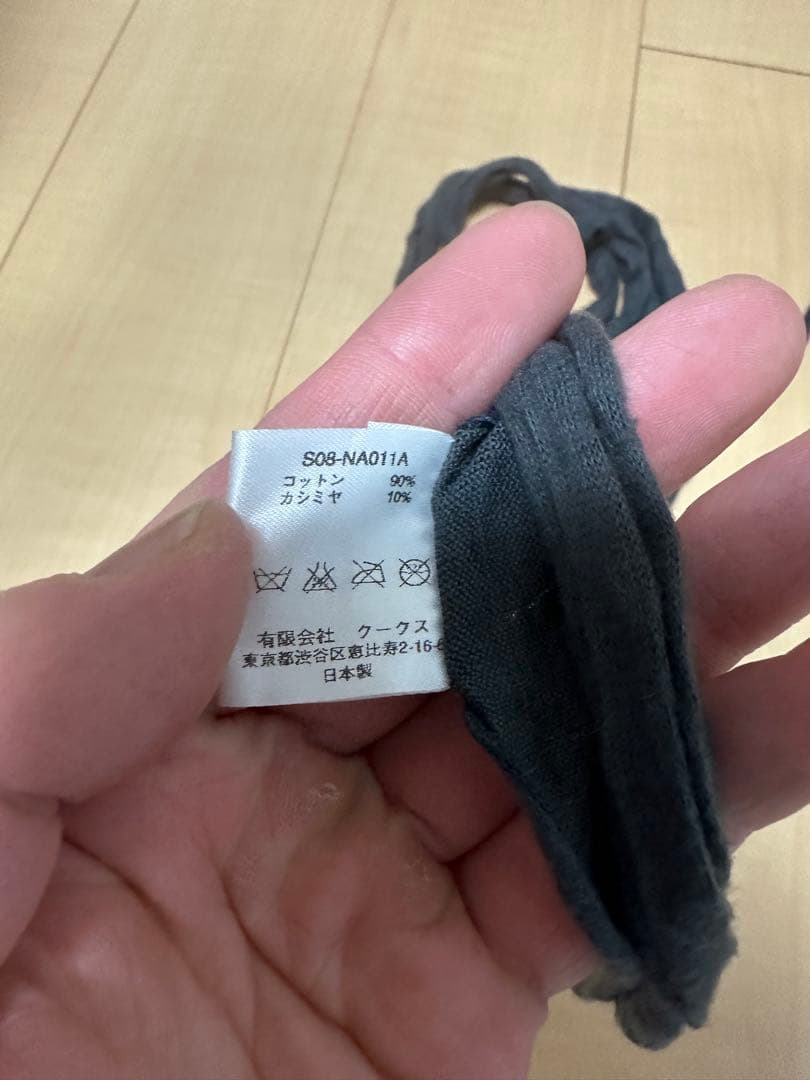 S08-NA011A
コットン 90%
カシミヤ 10%
有限会社 クークス
東京都渋谷区恵比寿2-16-
日本製